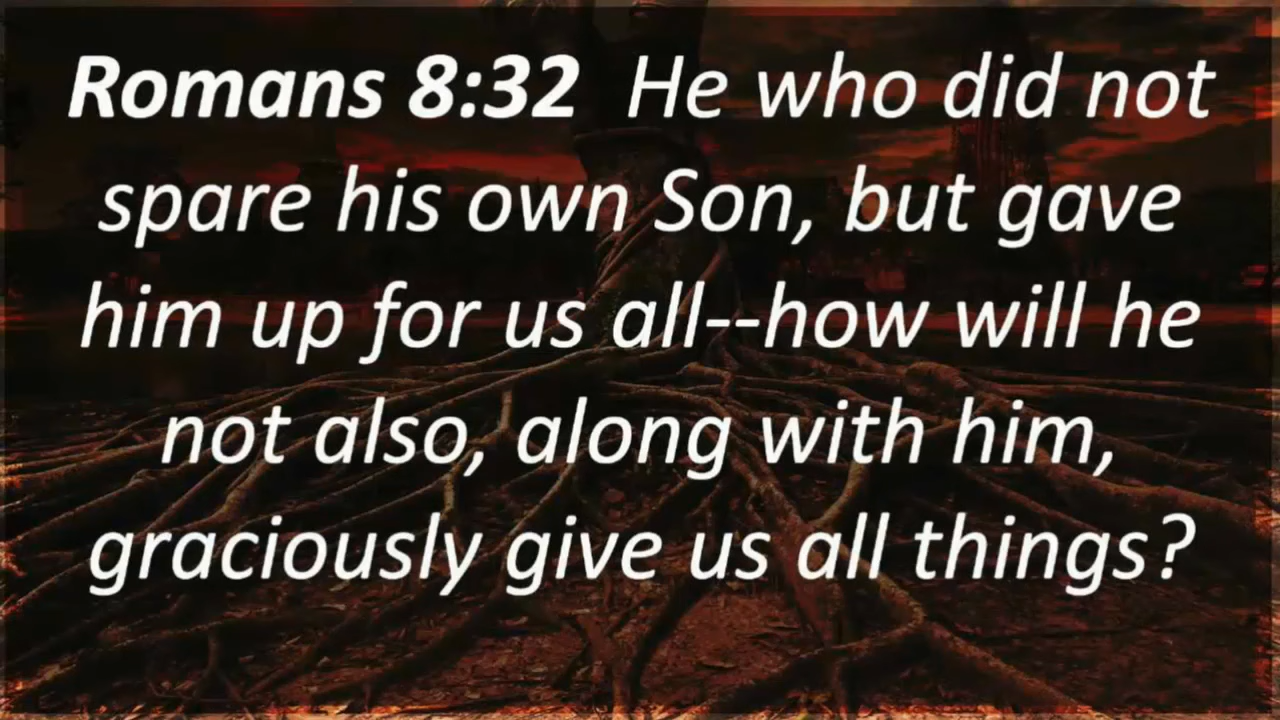 Romans 8:32 He who did not
spare his own Son, but gave
him up for us all--how will he
not also, along with him,
graciously give us all things?